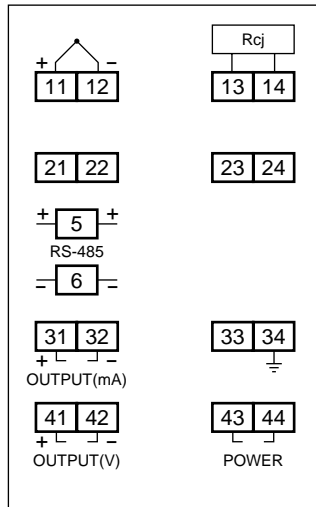 Rcj
+ −
11 12 13 14
21 22 23 24
+ 5 +
RS-485
− 6 −
31 32 33 34
+ −
OUTPUT(mA)
41 42 43 44
+ −
OUTPUT(V) POWER